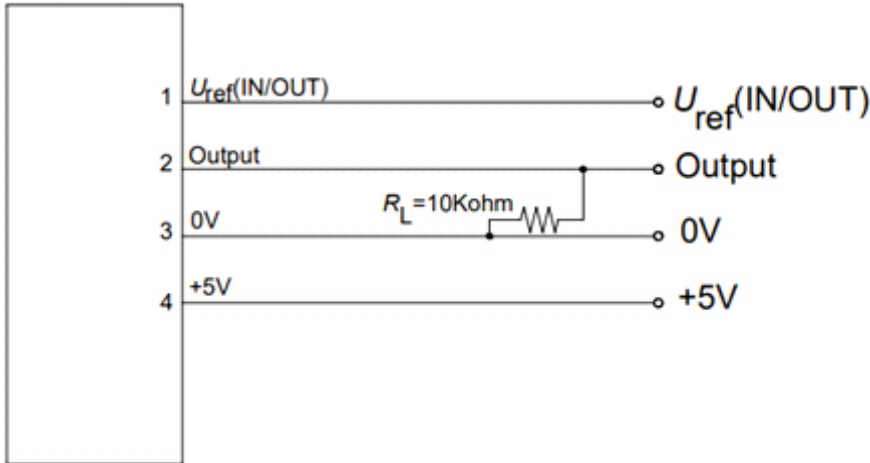 1 Uref(IN/OUT) Uref(IN/OUT)
2 Output Output
RL=10Kohm
3 0V 0V
4 +5V +5V